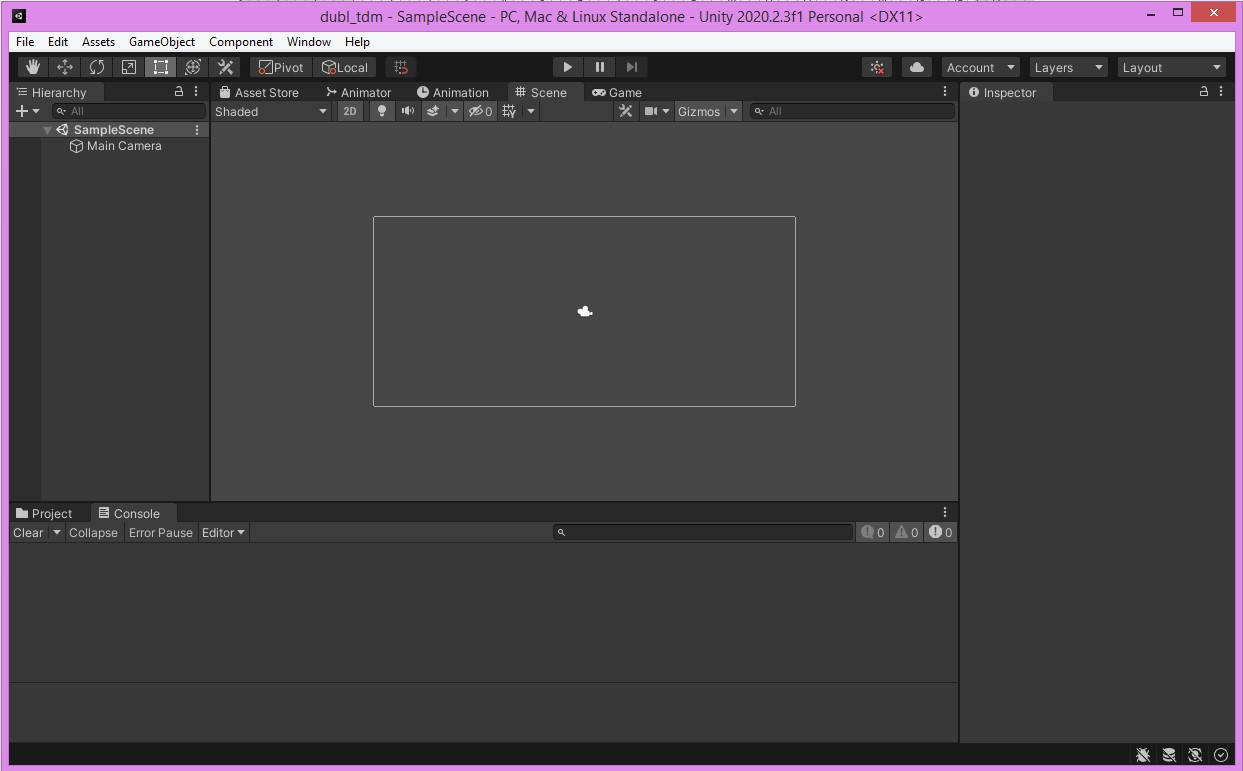 dubl_tdm - SampleScene - PC, Mac & Linux Standalone - Unity 2020.2.3f1 Personal <DX11>
File Edit Assets GameObject Component Window Help
Pivot Local Account Layers Layout
Hierarchy Asset Store Animator Animation Scene Game Inspector
All Shaded 2D 0 Gizmos All
SampleScene
Main Camera
Project Console
Clear Collapse Error Pause Editor 0 0 0